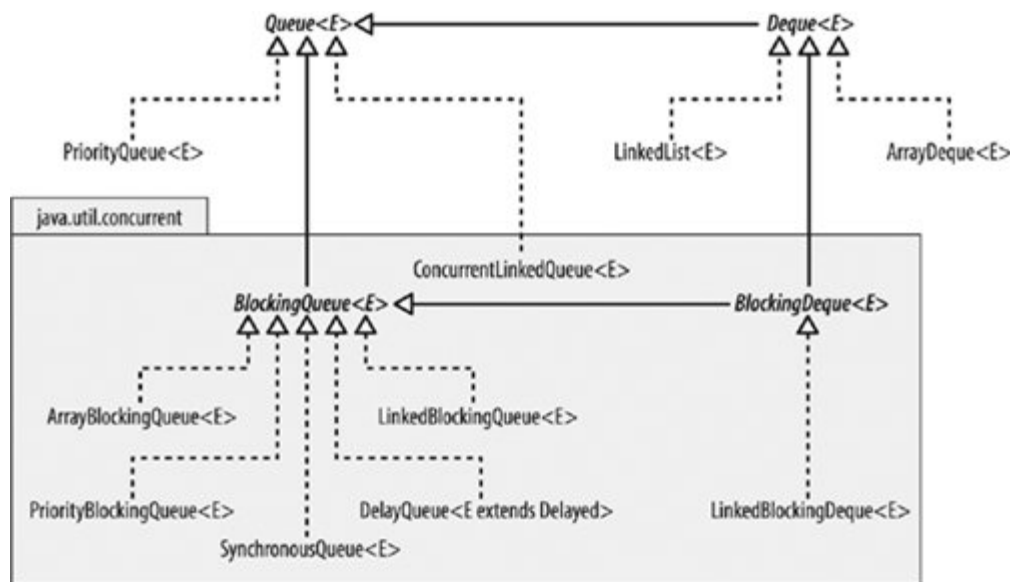 Queue<E>
Deque<E>
PriorityQueue<E>
LinkedList<E>
ArrayDeque<E>
java.util.concurrent
ConcurrentLinkedQueue<E>
BlockingQueue<E>
BlockingDeque<E>
ArrayBlockingQueue<E>
LinkedBlockingQueue<E>
PriorityBlockingQueue<E>
DelayQueue<E extends Delayed>
LinkedBlockingDeque<E>
SynchronousQueue<E>